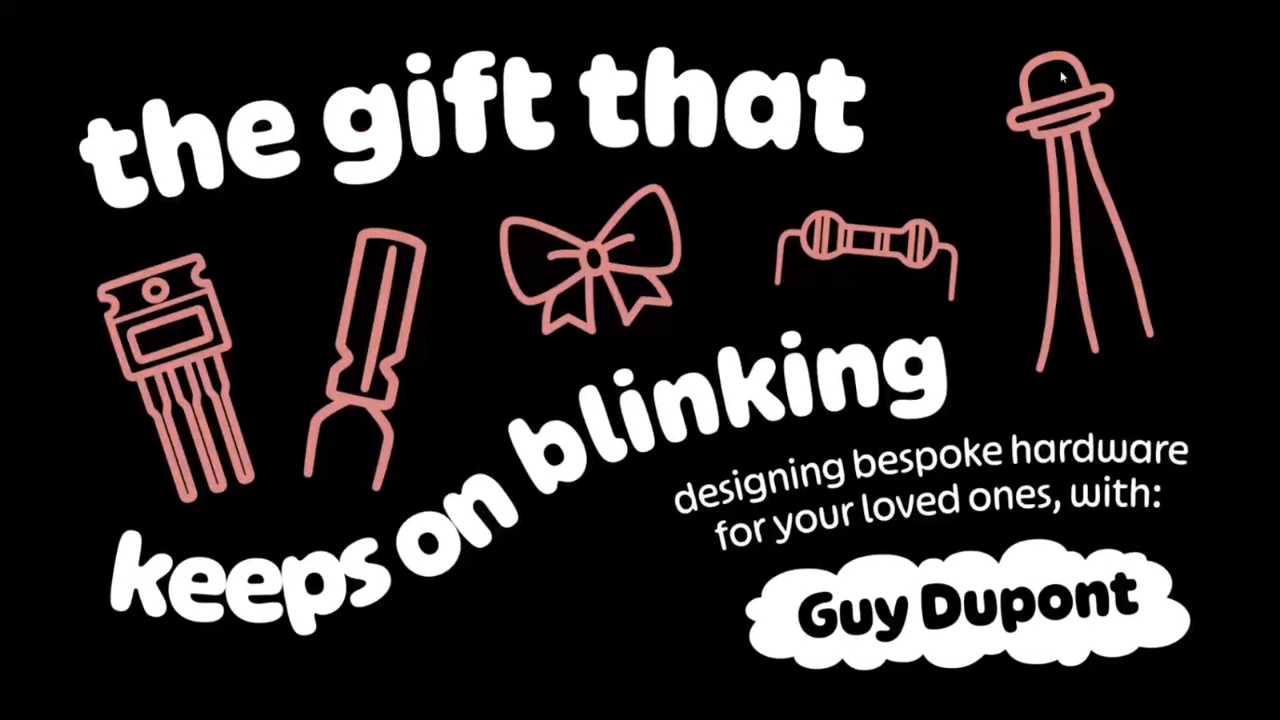 the gift that
keeps on blinking
designing bespoke hardware
for your loved ones, with:
Guy Dupont